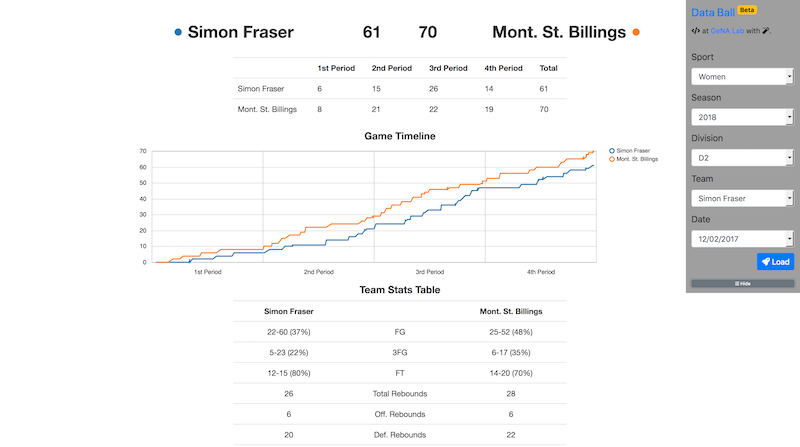 Simon Fraser 61 70 Mont. St. Billings
1st Period 2nd Period 3rd Period 4th Period Total
Simon Fraser 6 15 26 14 61
Mont. St. Billings 8 21 22 19 70
Game Timeline
70
60
50
40
30
20
10
0
1st Period 2nd Period 3rd Period 4th Period
Simon Fraser
Mont. St. Billings
Team Stats Table
Simon Fraser Mont. St. Billings
22-60 (37%) FG 25-52 (48%)
5-23 (22%) 3FG 6-17 (35%)
12-15 (80%) FT 14-20 (70%)
26 Total Rebounds 28
6 Off. Rebounds 6
20 Def. Rebounds 22
Data Ball Beta
</> at GeNA Lab with .
Sport
Women
Season
2018
Division
D2
Team
Simon Fraser
Date
12/02/2017
Load
Hide